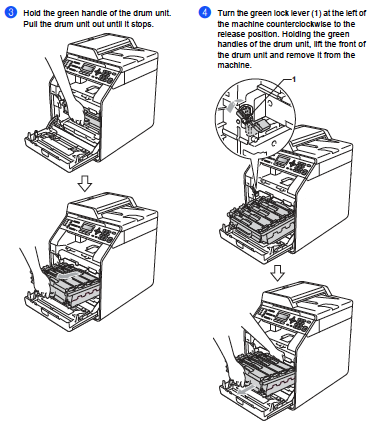 3 Hold the green handle of the drum unit.
Pull the drum unit out until it stops.
4 Turn the green lock lever (1) at the left of
the machine counterclockwise to the
release position. Holding the green
handles of the drum unit, lift the front of
the drum unit and remove it from the
machine.
1